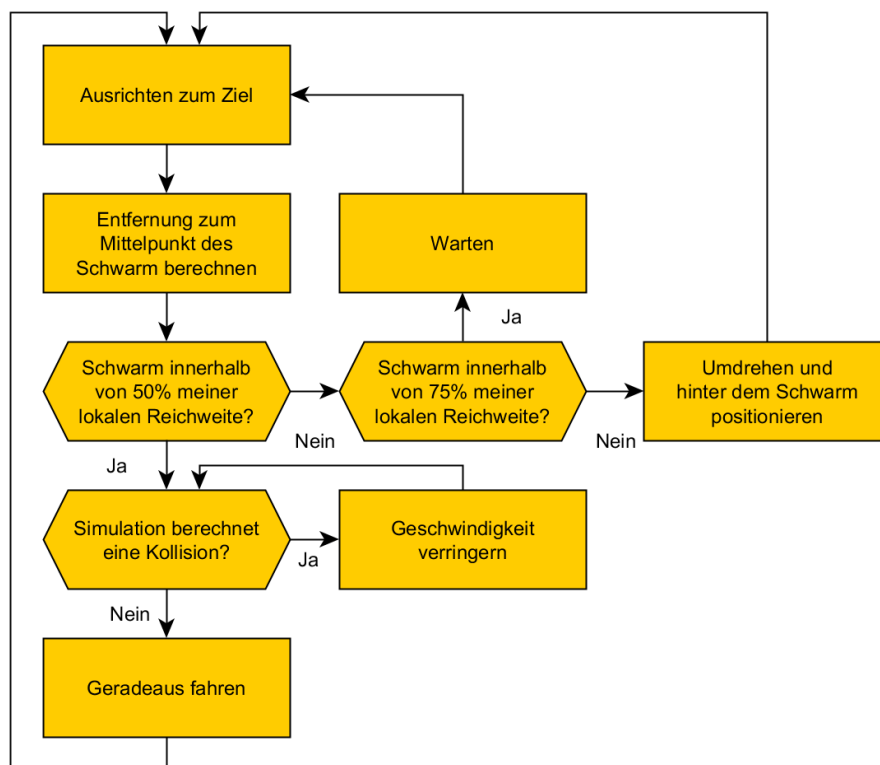 Ausrichten zum Ziel
Entfernung zum
Mittelpunkt des
Schwarm berechnen
Warten
Ja
Schwarm innerhalb
von 50% meiner
lokalen Reichweite?
Schwarm innerhalb
von 75% meiner
lokalen Reichweite?
Umdrehen und
hinter dem Schwarm
positionieren
Nein
Nein
Ja
Simulation berechnet
eine Kollision?
Ja
Geschwindigkeit
verringern
Nein
Geradeaus fahren